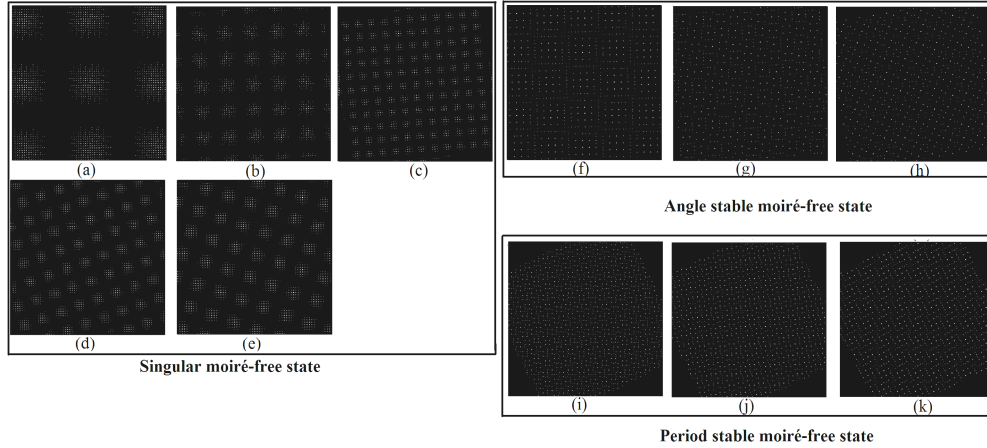 (a)
(b)
(c)
(d)
(e)
Singular moiré-free state
(f)
(g)
(h)
Angle stable moiré-free state
(i)
(j)
(k)
Period stable moiré-free state